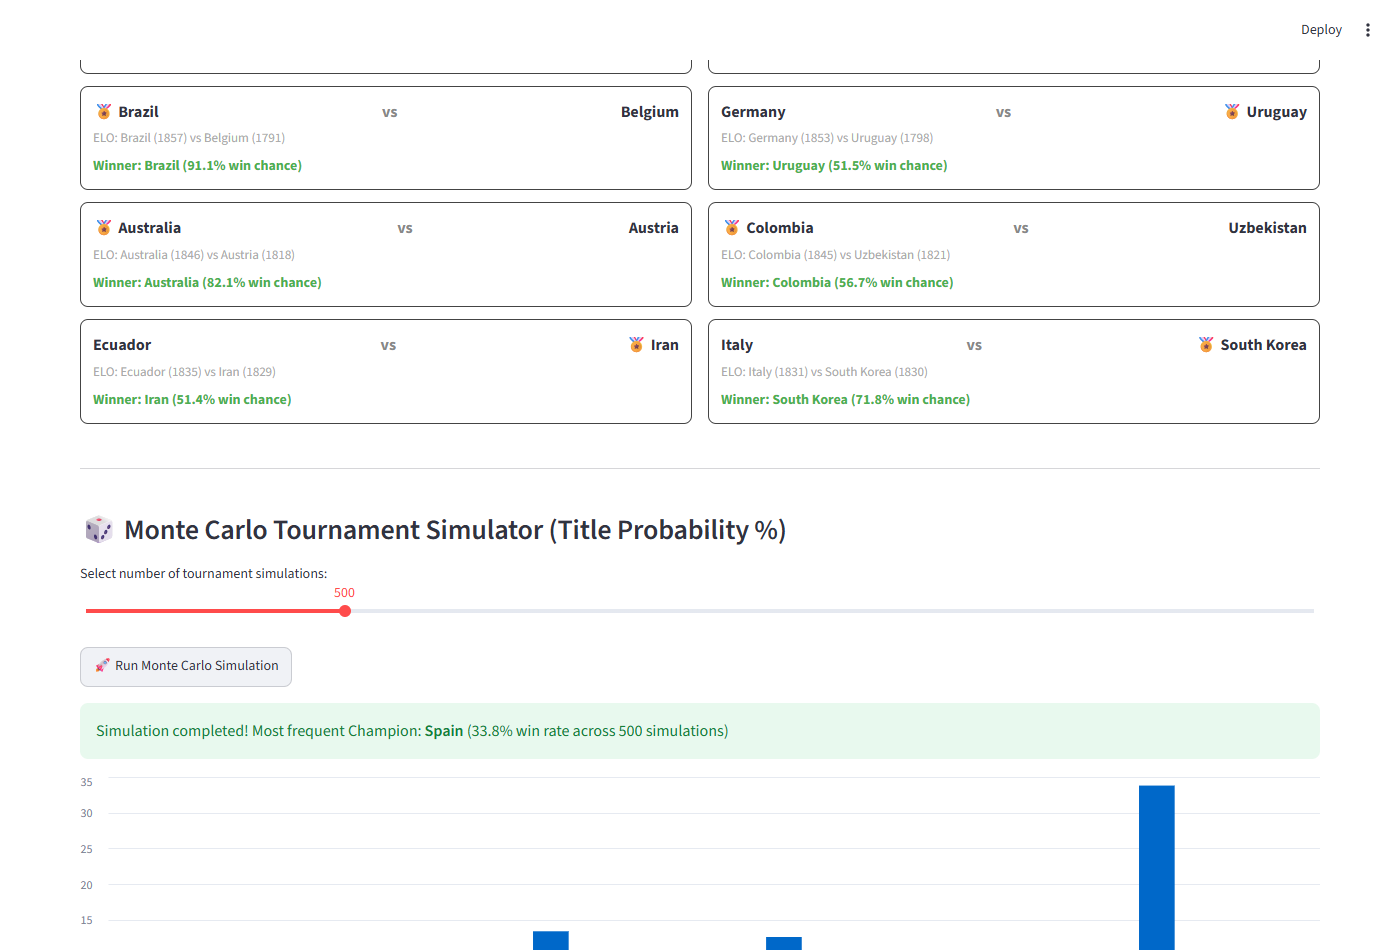 Deploy
Brazil vs Belgium
ELO: Brazil (1857) vs Belgium (1791)
Winner: Brazil (91.1% win chance)
Germany vs Uruguay
ELO: Germany (1853) vs Uruguay (1798)
Winner: Uruguay (51.5% win chance)
Australia vs Austria
ELO: Australia (1846) vs Austria (1818)
Winner: Australia (82.1% win chance)
Colombia vs Uzbekistan
ELO: Colombia (1845) vs Uzbekistan (1821)
Winner: Colombia (56.7% win chance)
Ecuador vs Iran
ELO: Ecuador (1835) vs Iran (1829)
Winner: Iran (51.4% win chance)
Italy vs South Korea
ELO: Italy (1831) vs South Korea (1830)
Winner: South Korea (71.8% win chance)
Monte Carlo Tournament Simulator (Title Probability %)
Select number of tournament simulations:
500
Run Monte Carlo Simulation
Simulation completed! Most frequent Champion: Spain (33.8% win rate across 500 simulations)
35
30
25
20
15